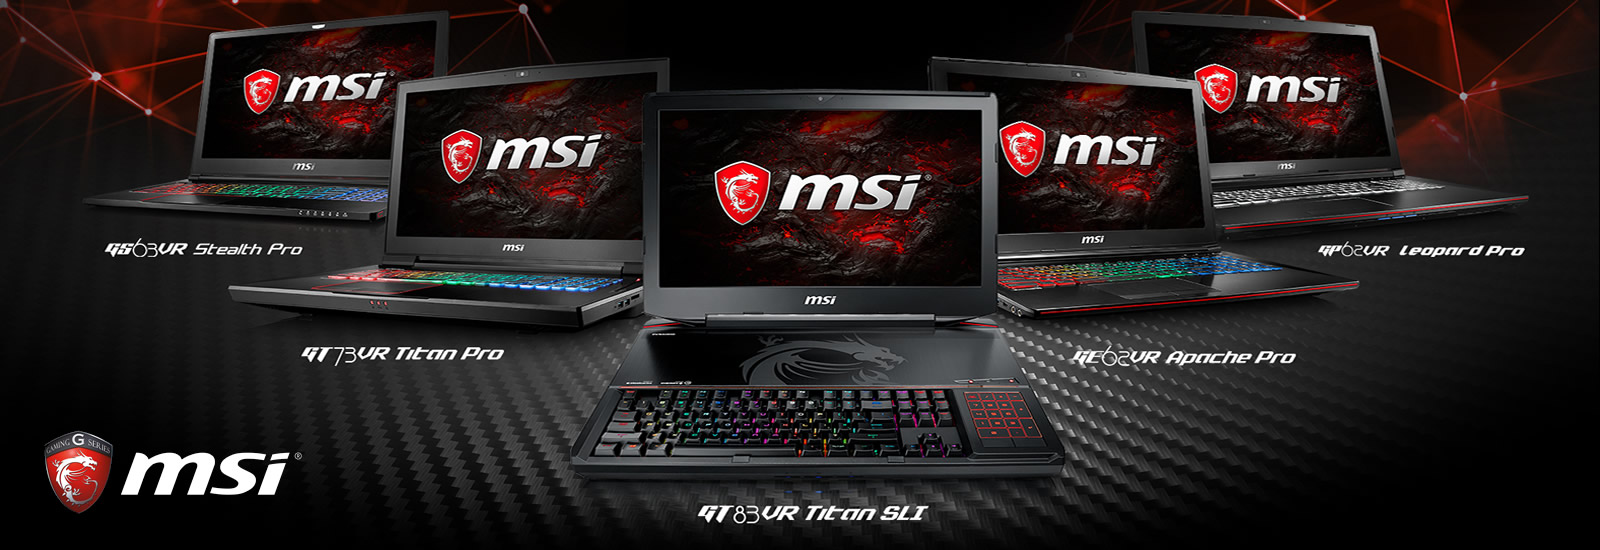 msi
msi
msi
msi
msi
msi
msi
msi
msi
msi
GS63VR Stealth Pro
GT73VR Titan Pro
GT83VR Titan SLI
GE62VR Apache Pro
GP62VR Leopard Pro
GAMING G SERIES
msi